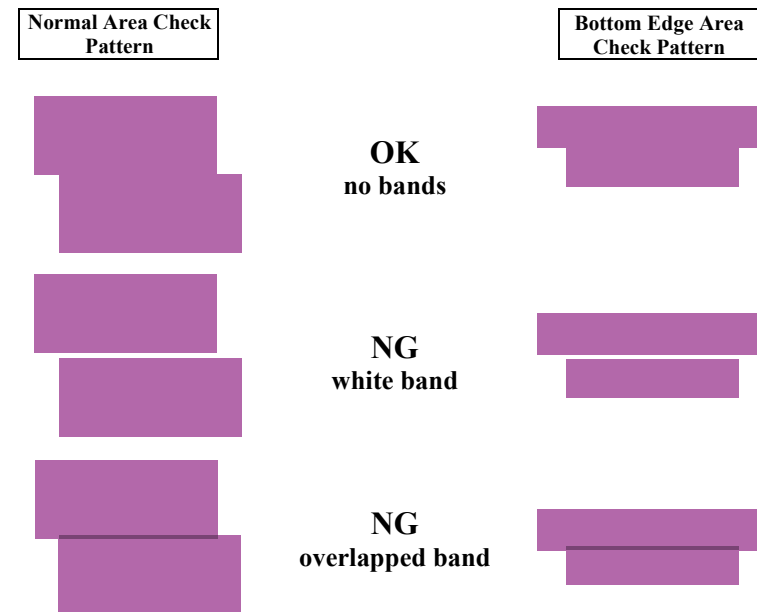 Normal Area Check
Pattern
Bottom Edge Area
Check Pattern
OK
no bands
NG
white band
NG
overlapped band